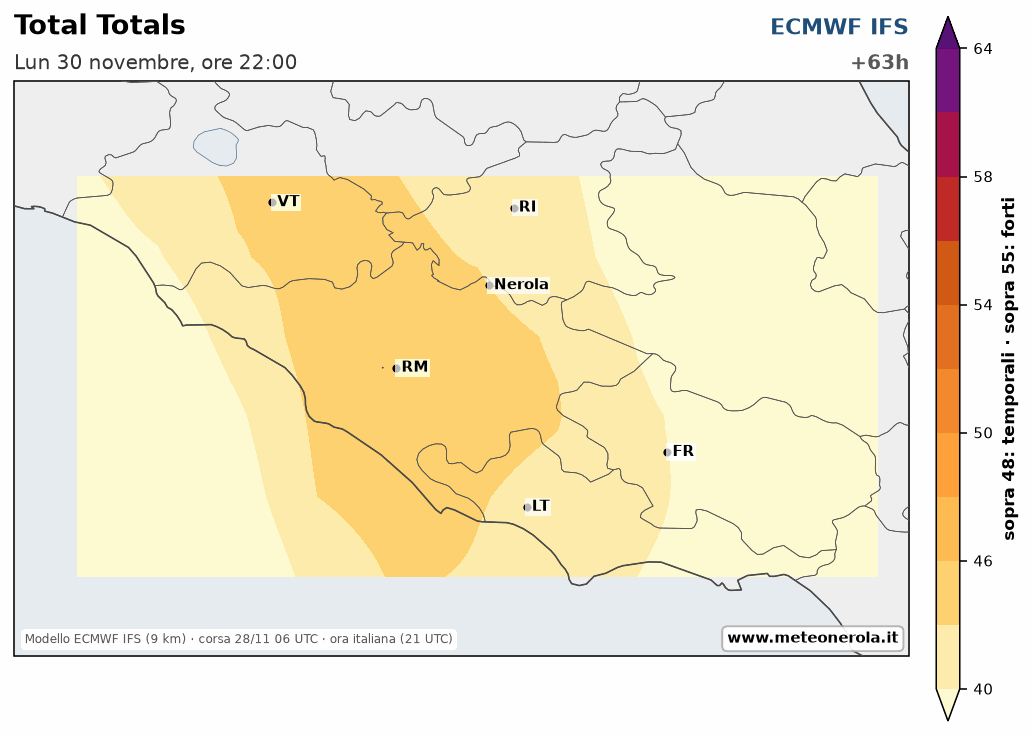 Total Totals
ECMWF IFS
Lun 30 novembre, ore 22:00
+63h
64
58
54
50
46
40
sopra 48: temporali · sopra 55: forti
VT
RI
Nerola
RM
FR
LT
Modello ECMWF IFS (9 km) · corsa 28/11 06 UTC · ora italiana (21 UTC)
www.meteonerola.it